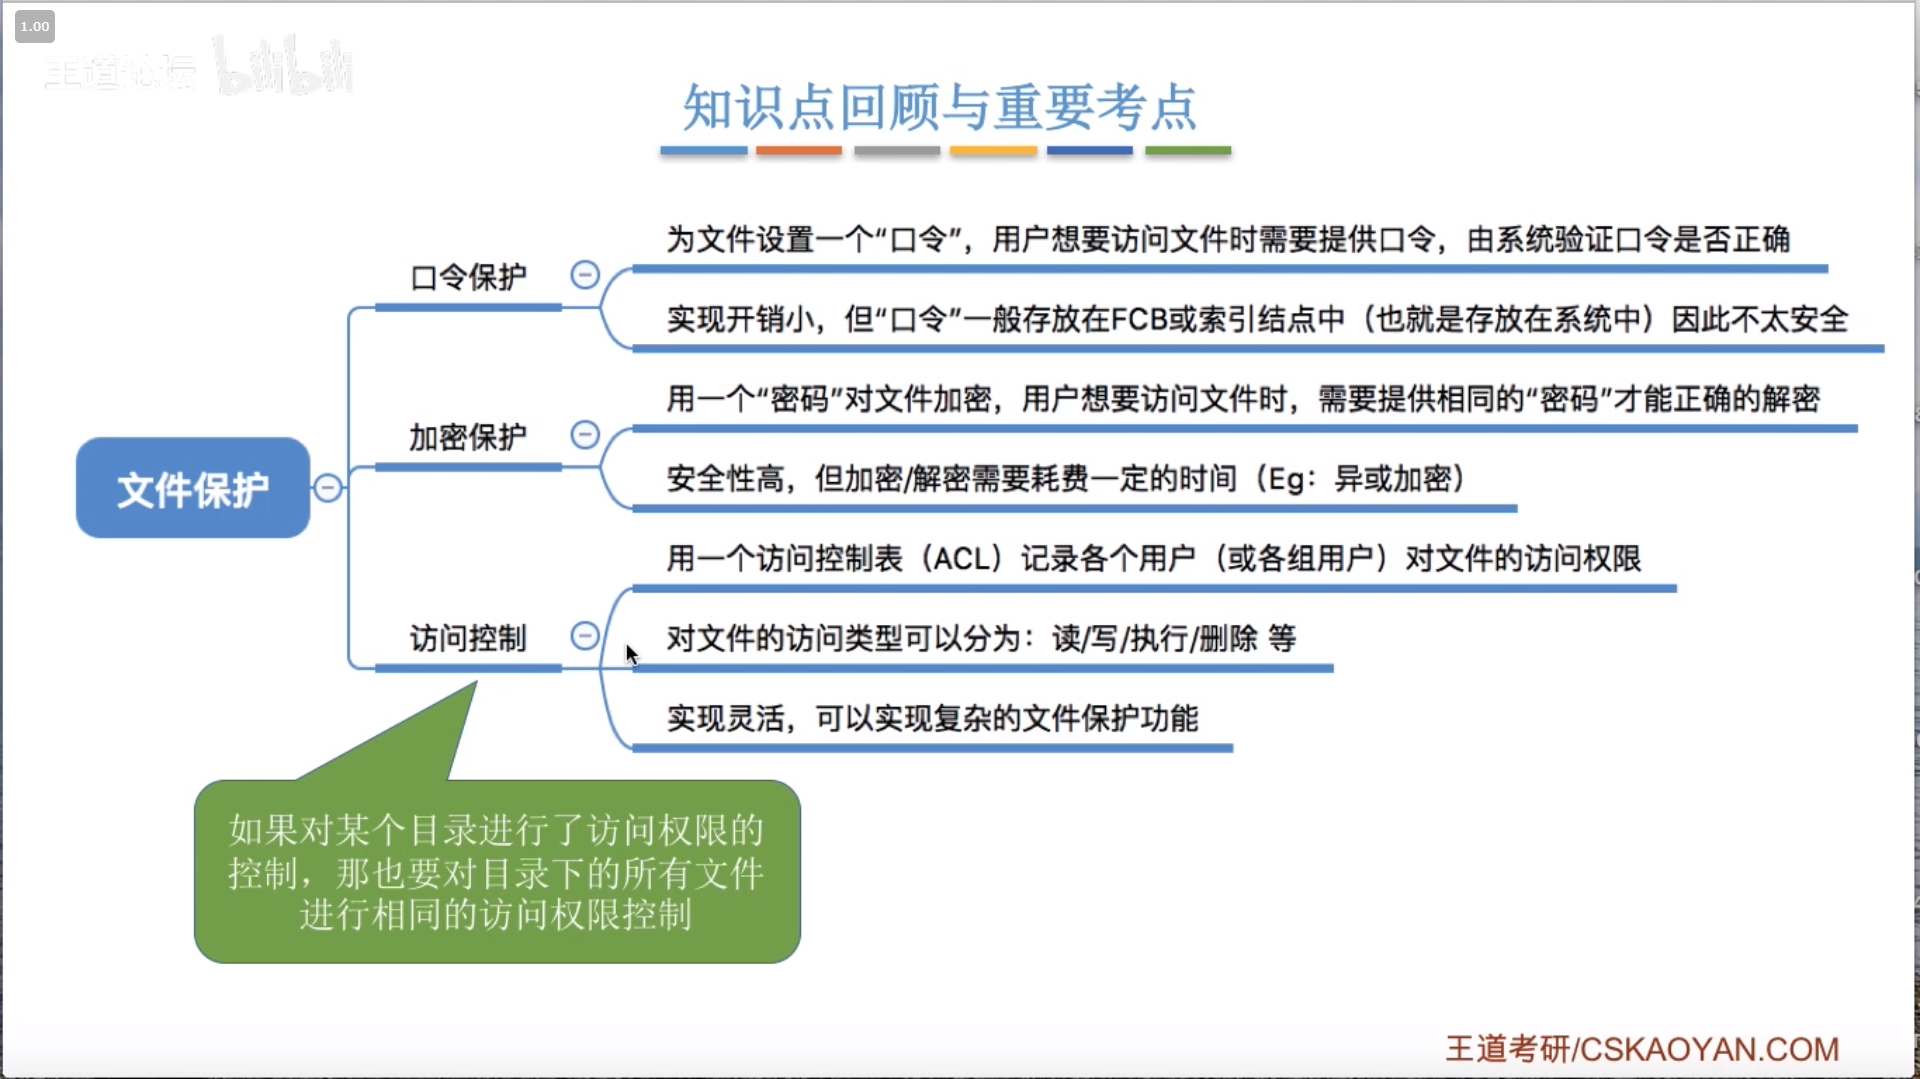 1.00
王道论坛 bilibili
知识点回顾与重要考点
为文件设置一个“口令”，用户想要访问文件时需要提供口令，由系统验证口令是否正确
口令保护
实现开销小，但“口令”一般存放在FCB或索引结点中（也就是存放在系统中）因此不太安全
用一个“密码”对文件加密，用户想要访问文件时，需要提供相同的“密码”才能正确的解密
加密保护
安全性高，但加密/解密需要耗费一定的时间（Eg：异或加密）
文件保护
用一个访问控制表（ACL）记录各个用户（或各组用户）对文件的访问权限
访问控制
对文件的访问类型可以分为：读/写/执行/删除 等
实现灵活，可以实现复杂的文件保护功能
如果对某个目录进行了访问权限的
控制，那也要对目录下的所有文件
进行相同的访问权限控制
王道考研/CSKAOYAN.COM